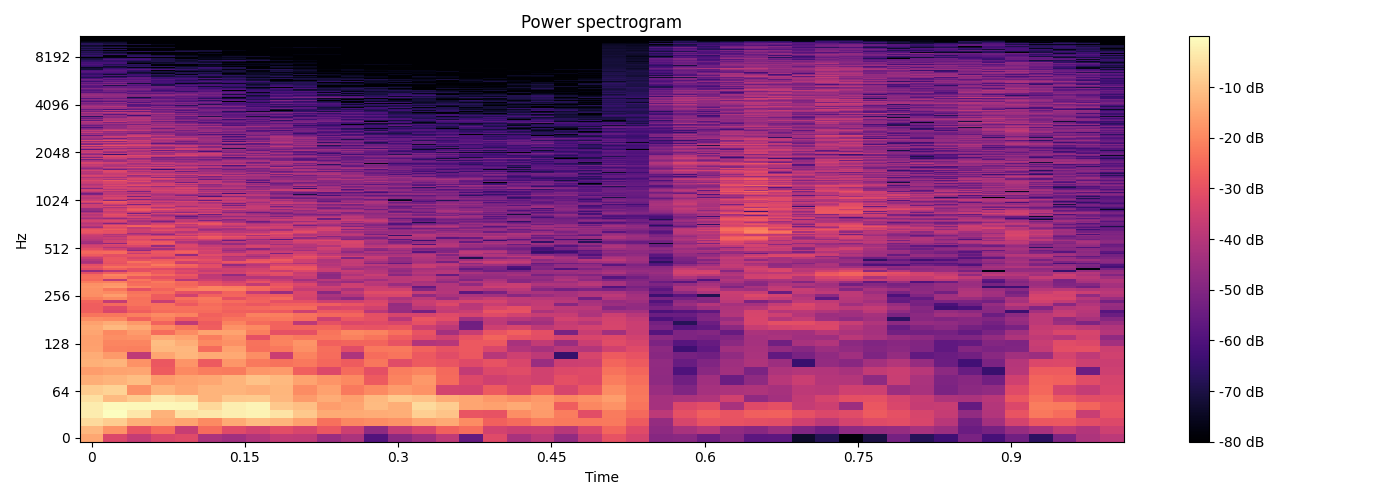 Power spectrogram
Hz
8192
4096
2048
1024
512
256
128
64
0
0 0.15 0.3 0.45 0.6 0.75 0.9
Time
-10 dB
-20 dB
-30 dB
-40 dB
-50 dB
-60 dB
-70 dB
-80 dB